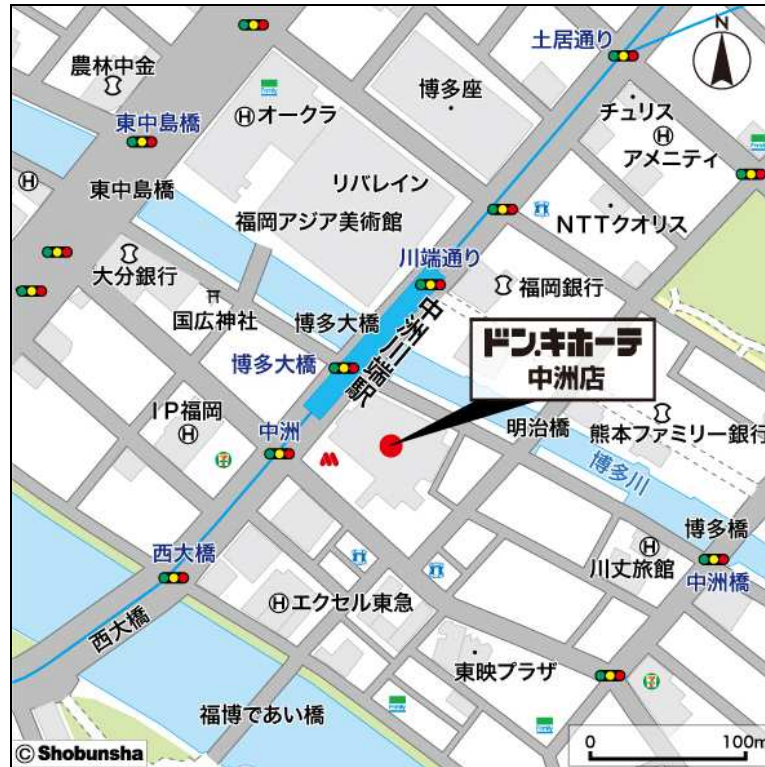 土居通り
N
農林中金
博多座
Ⓗオークラ
チュリス
Ⓗ
アメニティ
東中島橋
東中島橋
Ⓗ
リバレイン
福岡アジア美術館
NTTクオリス
大分銀行
川端通り
福岡銀行
国広神社
博多大橋
中洲川端駅
ドン.キホーテ
中洲店
博多大橋
IP福岡
Ⓗ
中洲
明治橋
熊本ファミリー銀行
博多川
博多橋
西大橋
Ⓗ
川丈旅館
中洲橋
Ⓗエクセル東急
西大橋
東映プラザ
福博であい橋
0 100m
© Shobunsha